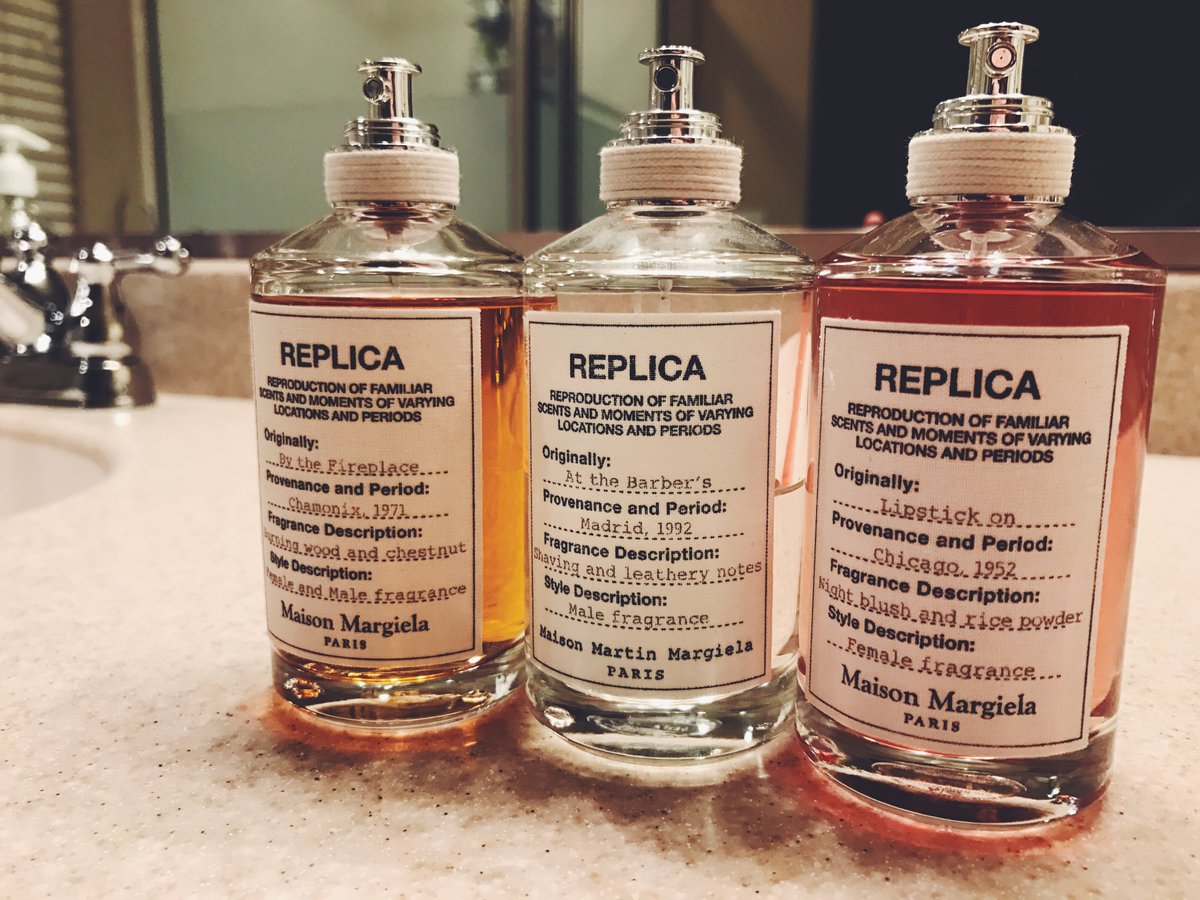 REPLICA
REPRODUCTION OF FAMILIAR
SCENTS AND MOMENTS OF VARYING
LOCATIONS AND PERIODS
Originally:
By the Fireplace
Provenance and Period:
Chamonix, 1971
Fragrance Description:
wood and chestnut
Style Description:
and Male fragrance
Maison Margiela
PARIS
REPLICA
REPRODUCTION OF FAMILIAR
SCENTS AND MOMENTS OF VARYING
LOCATIONS AND PERIODS
Originally:
At the Barber's
Provenance and Period:
Madrid, 1992
Fragrance Description:
Shaving and leathery notes
Style Description:
Male fragrance
Maison Martin Margiela
PARIS
REPLICA
REPRODUCTION OF FAMILIAR
SCENTS AND MOMENTS OF VARYING
LOCATIONS AND PERIODS
Originally:
Lipstick on
Provenance and Period:
Chicago, 1952
Fragrance Description:
Night blush and rice powder
Style Description:
Female fragrance
Maison Margiela
PARIS